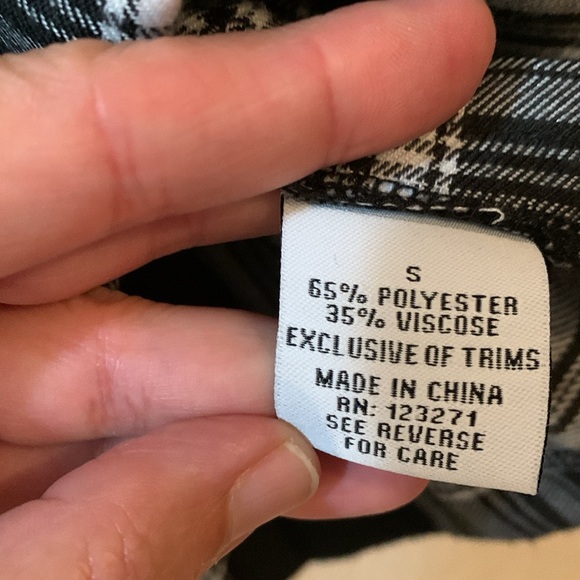 S
65% POLYESTER
35% VISCOSE
EXCLUSIVE OF TRIMS
MADE IN CHINA
RN: 123271
SEE REVERSE
FOR CARE